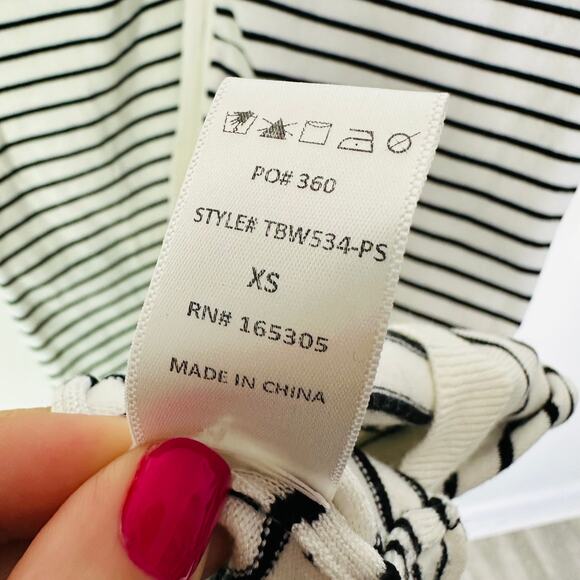 PO# 360
STYLE# TBW534-PS
XS
RN# 165305
MADE IN CHINA